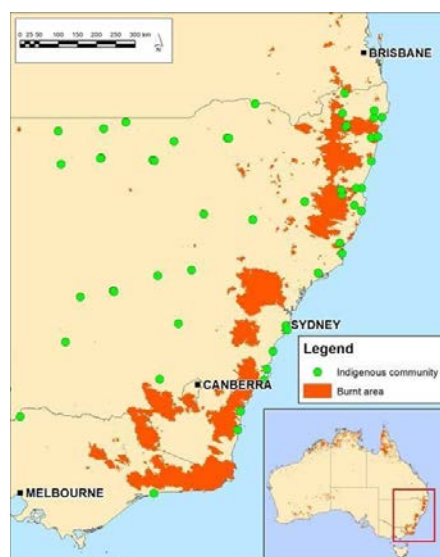 0 25 50 100 150 200 250 300 km
N
BRISBANE
SYDNEY
Legend
Indigenous community
Burnt area
CANBERRA
MELBOURNE